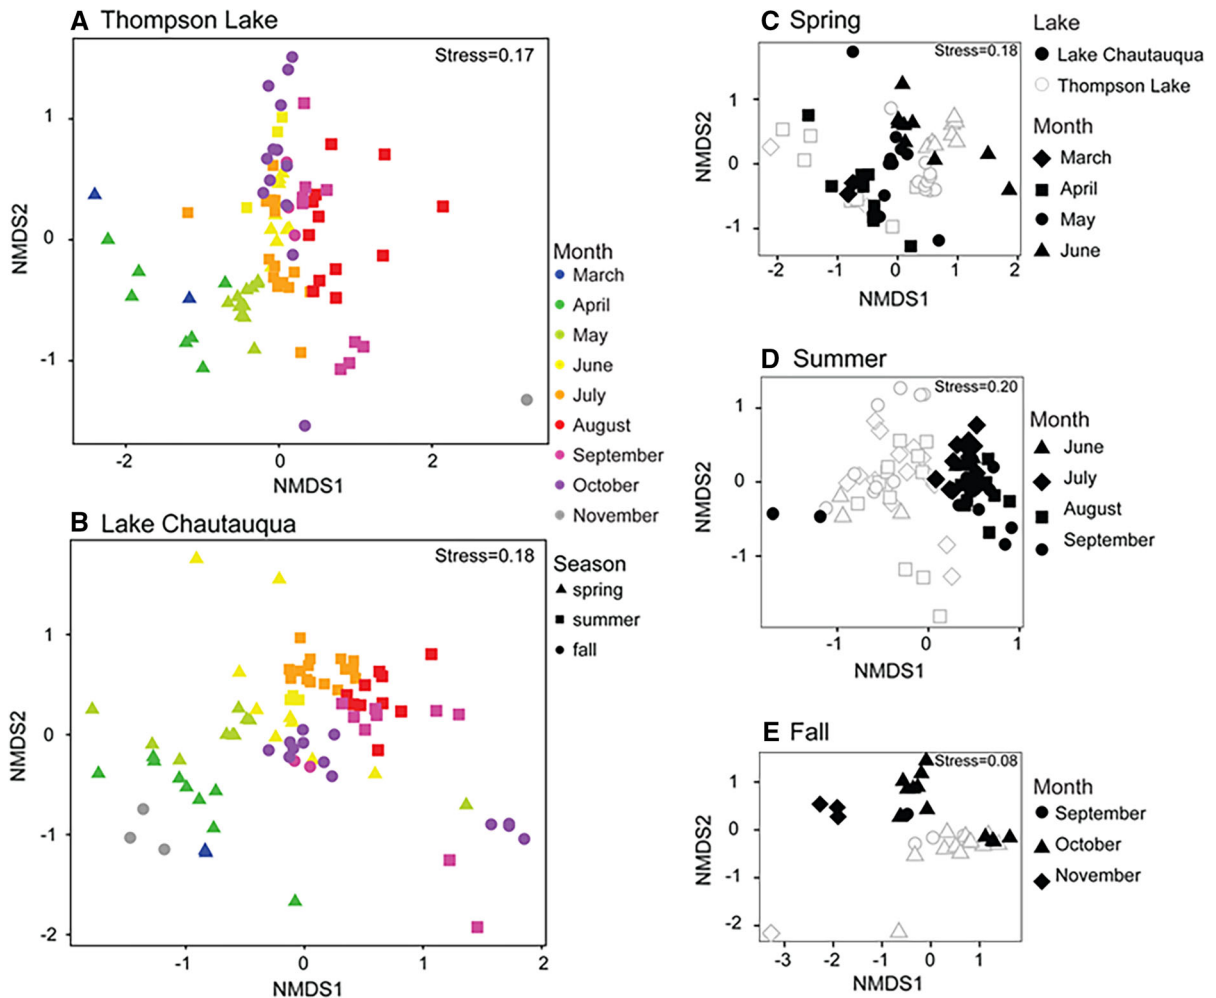 A Thompson Lake
Stress=0.17
NMDS2
1
0
-1
-2
0
2
NMDS1
Month
March
April
May
June
July
August
September
October
November
B Lake Chautauqua
Stress=0.18
NMDS2
1
0
-1
-2
-1
0
1
2
NMDS1
Season
spring
summer
fall
C Spring
Stress=0.18
NMDS2
1
0
-1
-2
-1
0
1
2
NMDS1
Lake
Lake Chautauqua
Thompson Lake
Month
March
April
May
June
D Summer
Stress=0.20
NMDS2
1
0
-1
-1
0
1
NMDS1
Month
June
July
August
September
E Fall
Stress=0.08
NMDS2
1
0
-1
-2
-3
-2
-1
0
1
NMDS1
Month
September
October
November